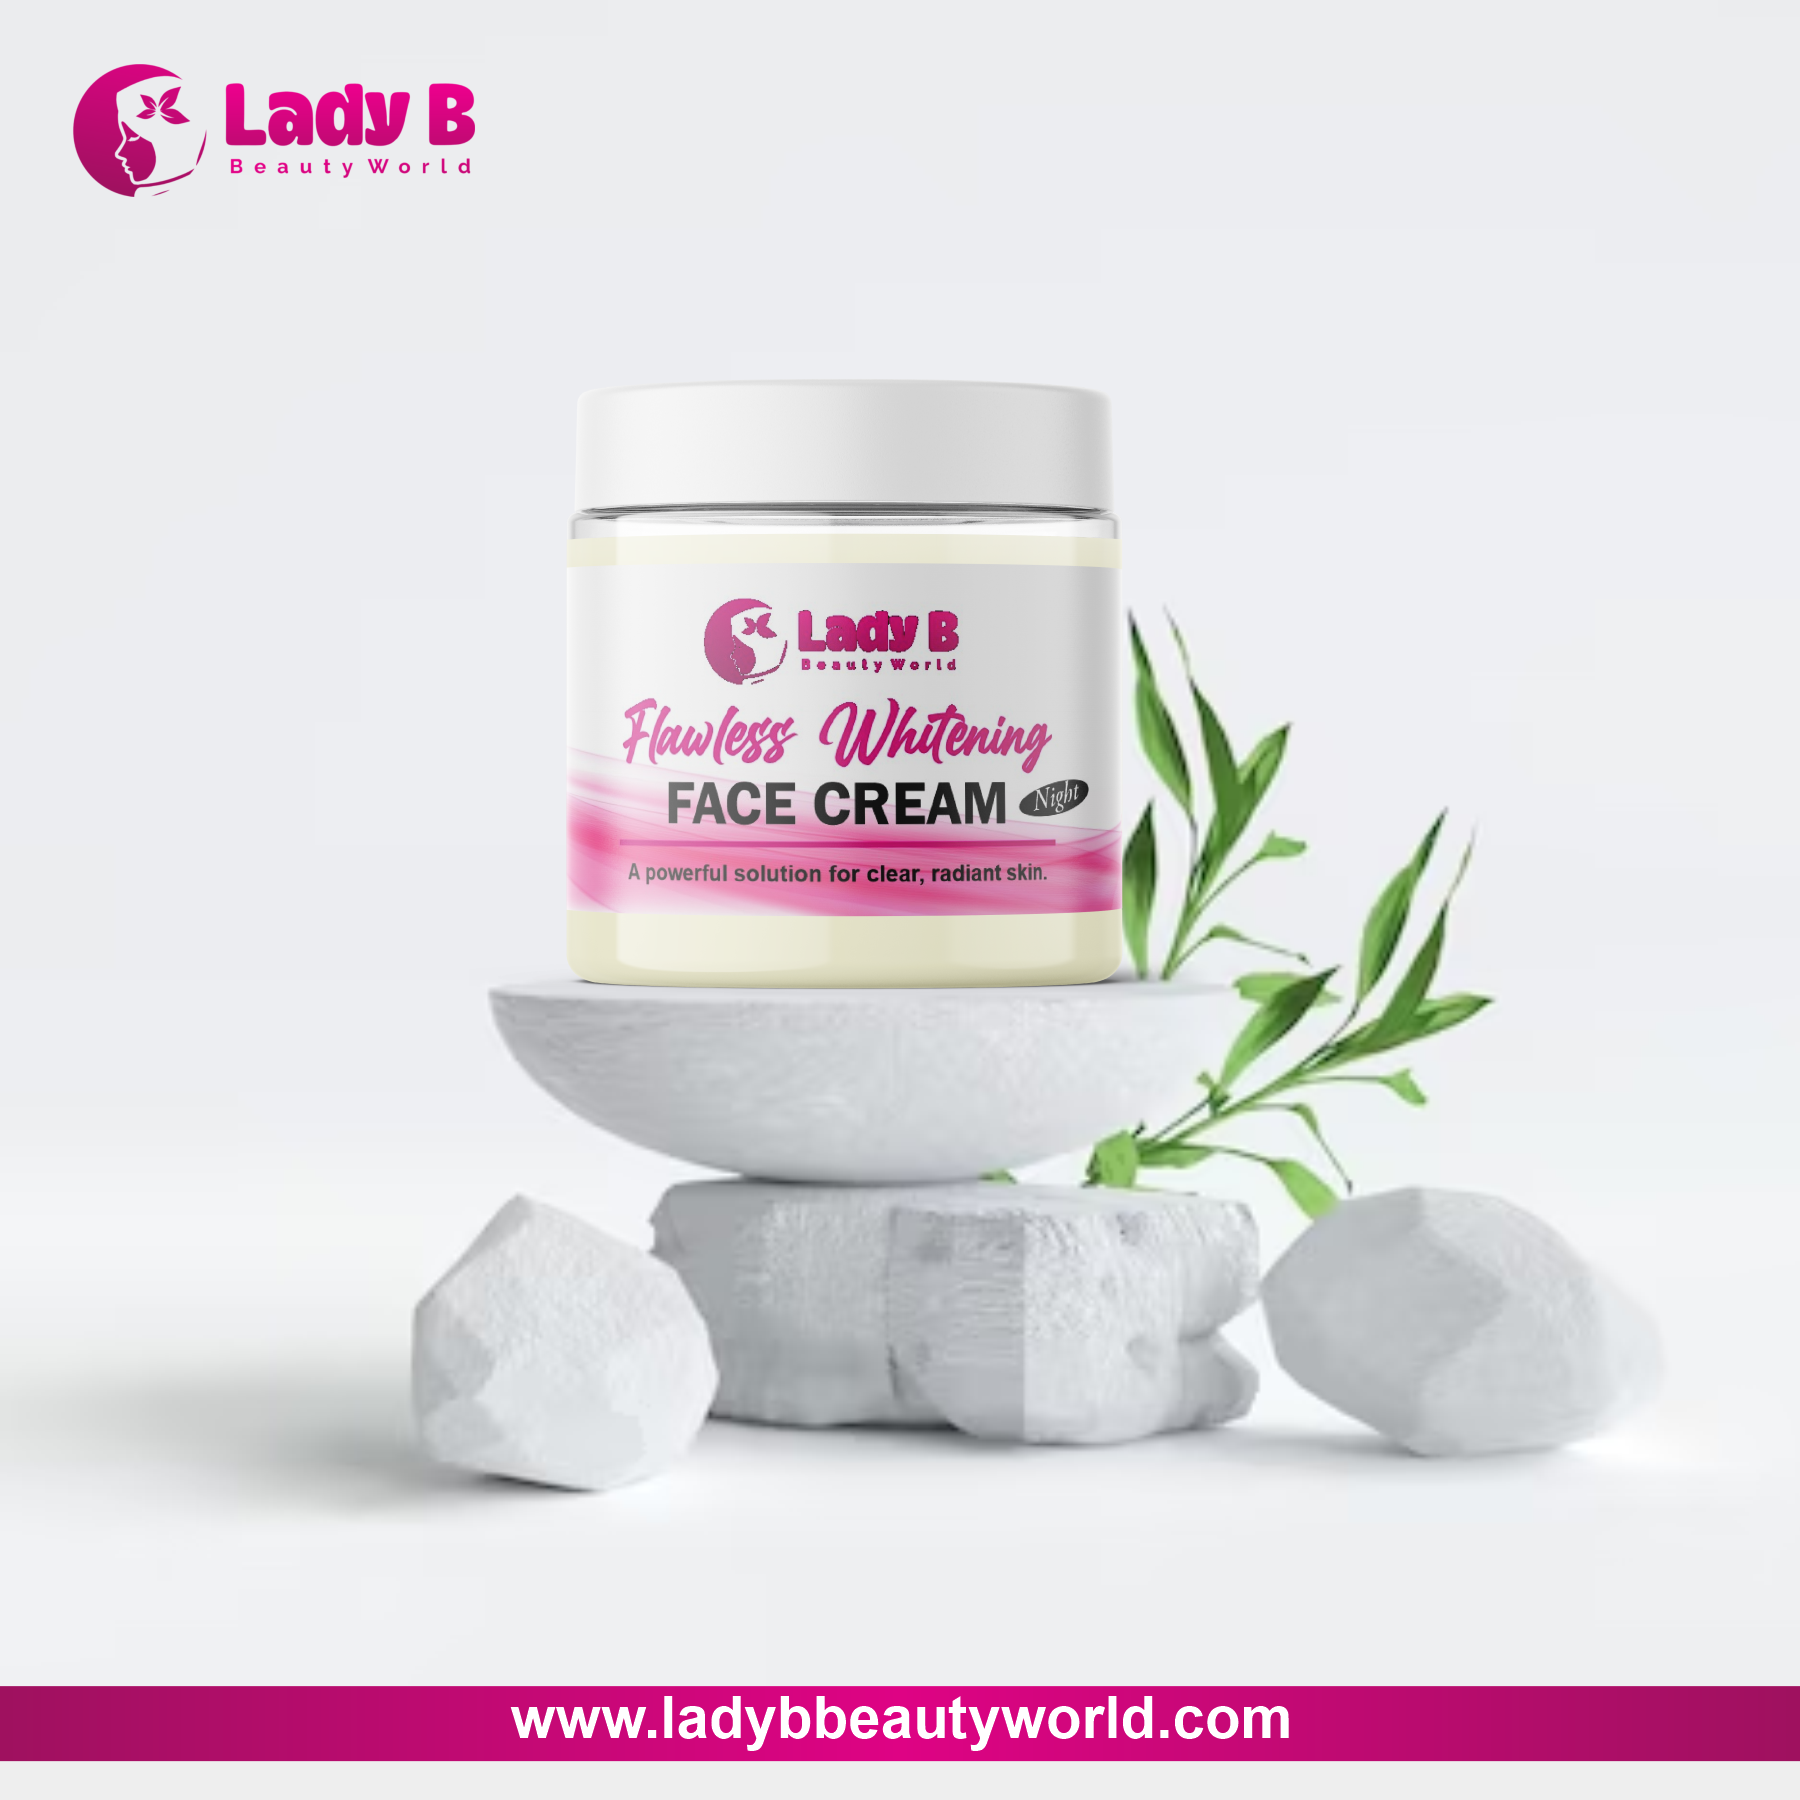 Lady B
Beauty World
Lady B
Beauty World
Flawless Whitening
FACE CREAM Night
A powerful solution for clear, radiant skin.
www.ladybbeautyworld.com